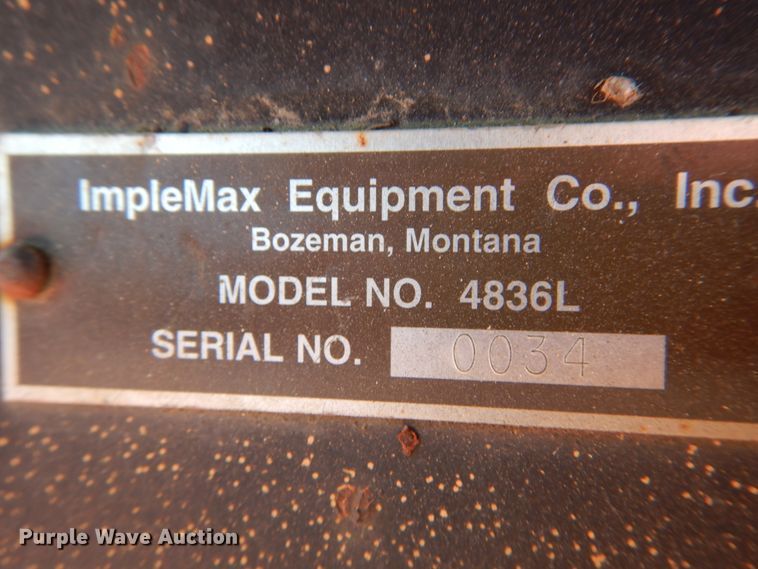 ImpleMax Equipment Co., Inc.
Bozeman, Montana
MODEL NO. 4836L
SERIAL NO. 0034
Purple Wave Auction